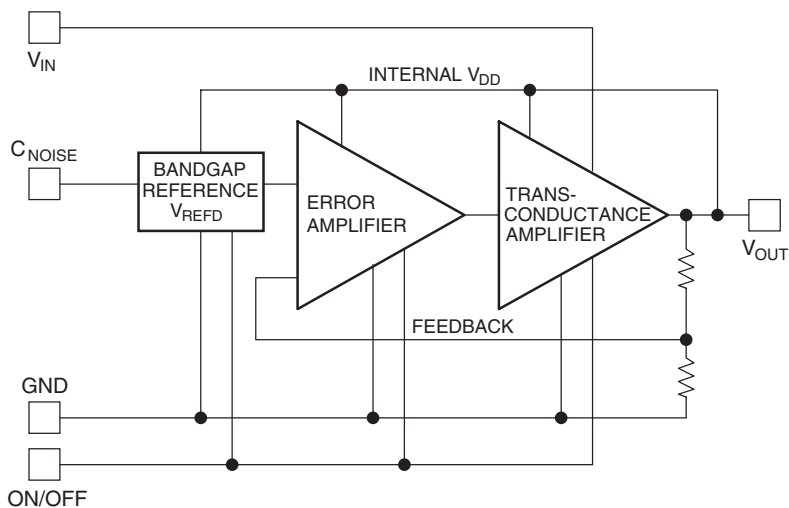 V_IN
INTERNAL V_DD
C_NOISE
BANDGAP
REFERENCE
V_REFD
ERROR
AMPLIFIER
TRANS-
CONDUCTANCE
AMPLIFIER
V_OUT
FEEDBACK
GND
ON/OFF